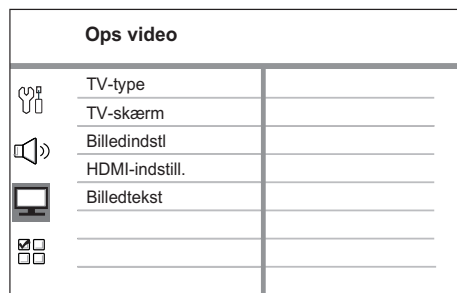 Ops video
TV-type
TV-skærm
Billedindstl
HDMI-indstill.
Billedtekst